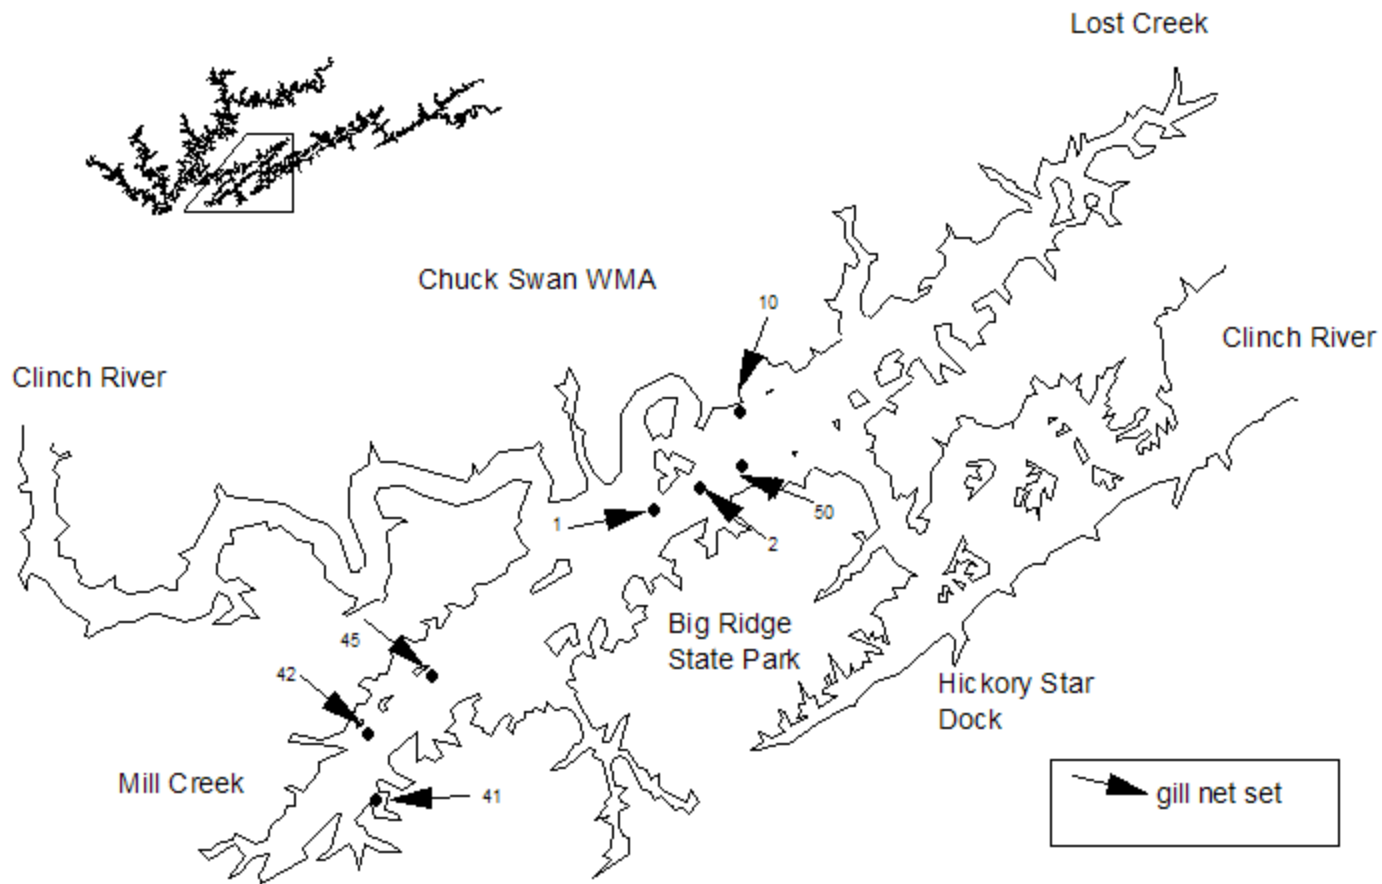 Lost Creek
Chuck Swan WMA
10
Clinch River
Clinch River
1
50
2
45
Big Ridge
State Park
42
Hickory Star
Dock
Mill Creek
41
gill net set